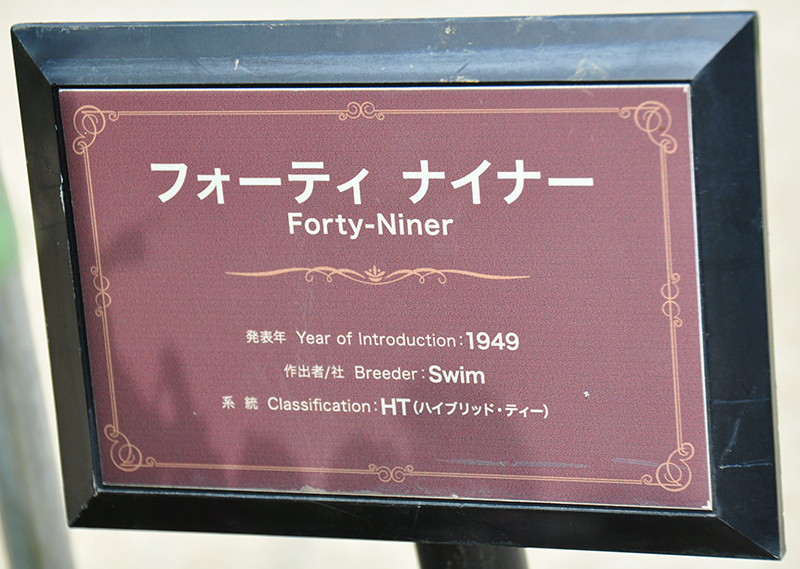 フォーティ ナイナー
Forty-Niner
発表年 Year of Introduction：1949
作出者/社 Breeder：Swim
系 統 Classification：HT（ハイブリッド・ティー）